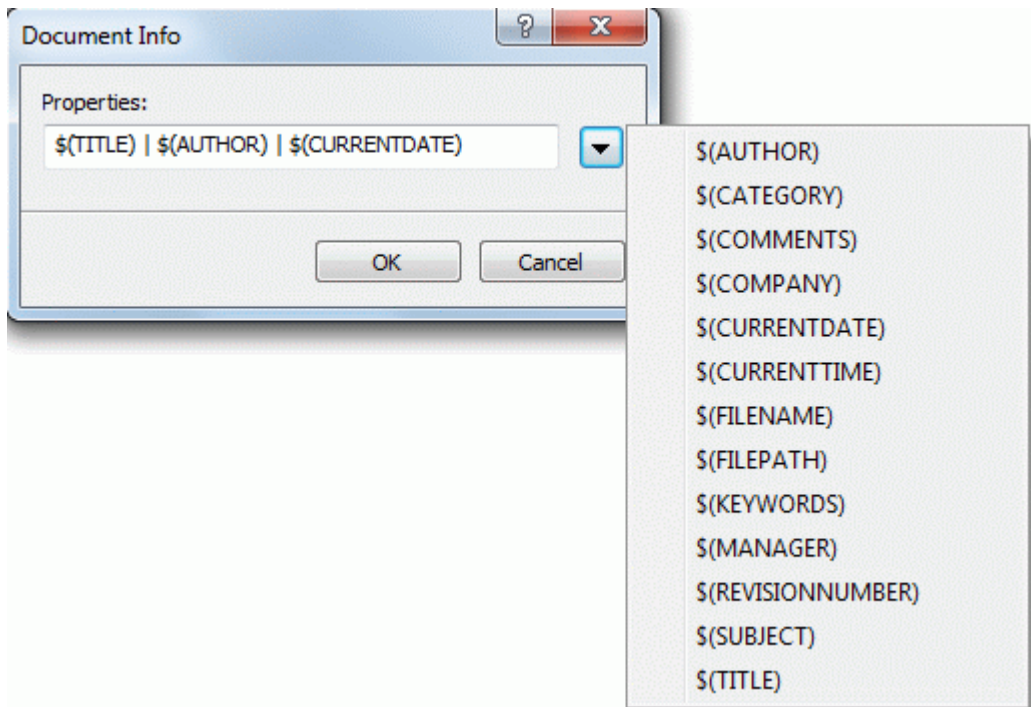 Document Info
Properties:
$(TITLE) | $(AUTHOR) | $(CURRENTDATE)
OK Cancel
$(AUTHOR)
$(CATEGORY)
$(COMMENTS)
$(COMPANY)
$(CURRENTDATE)
$(CURRENTTIME)
$(FILENAME)
$(FILEPATH)
$(KEYWORDS)
$(MANAGER)
$(REVISIONNUMBER)
$(SUBJECT)
$(TITLE)